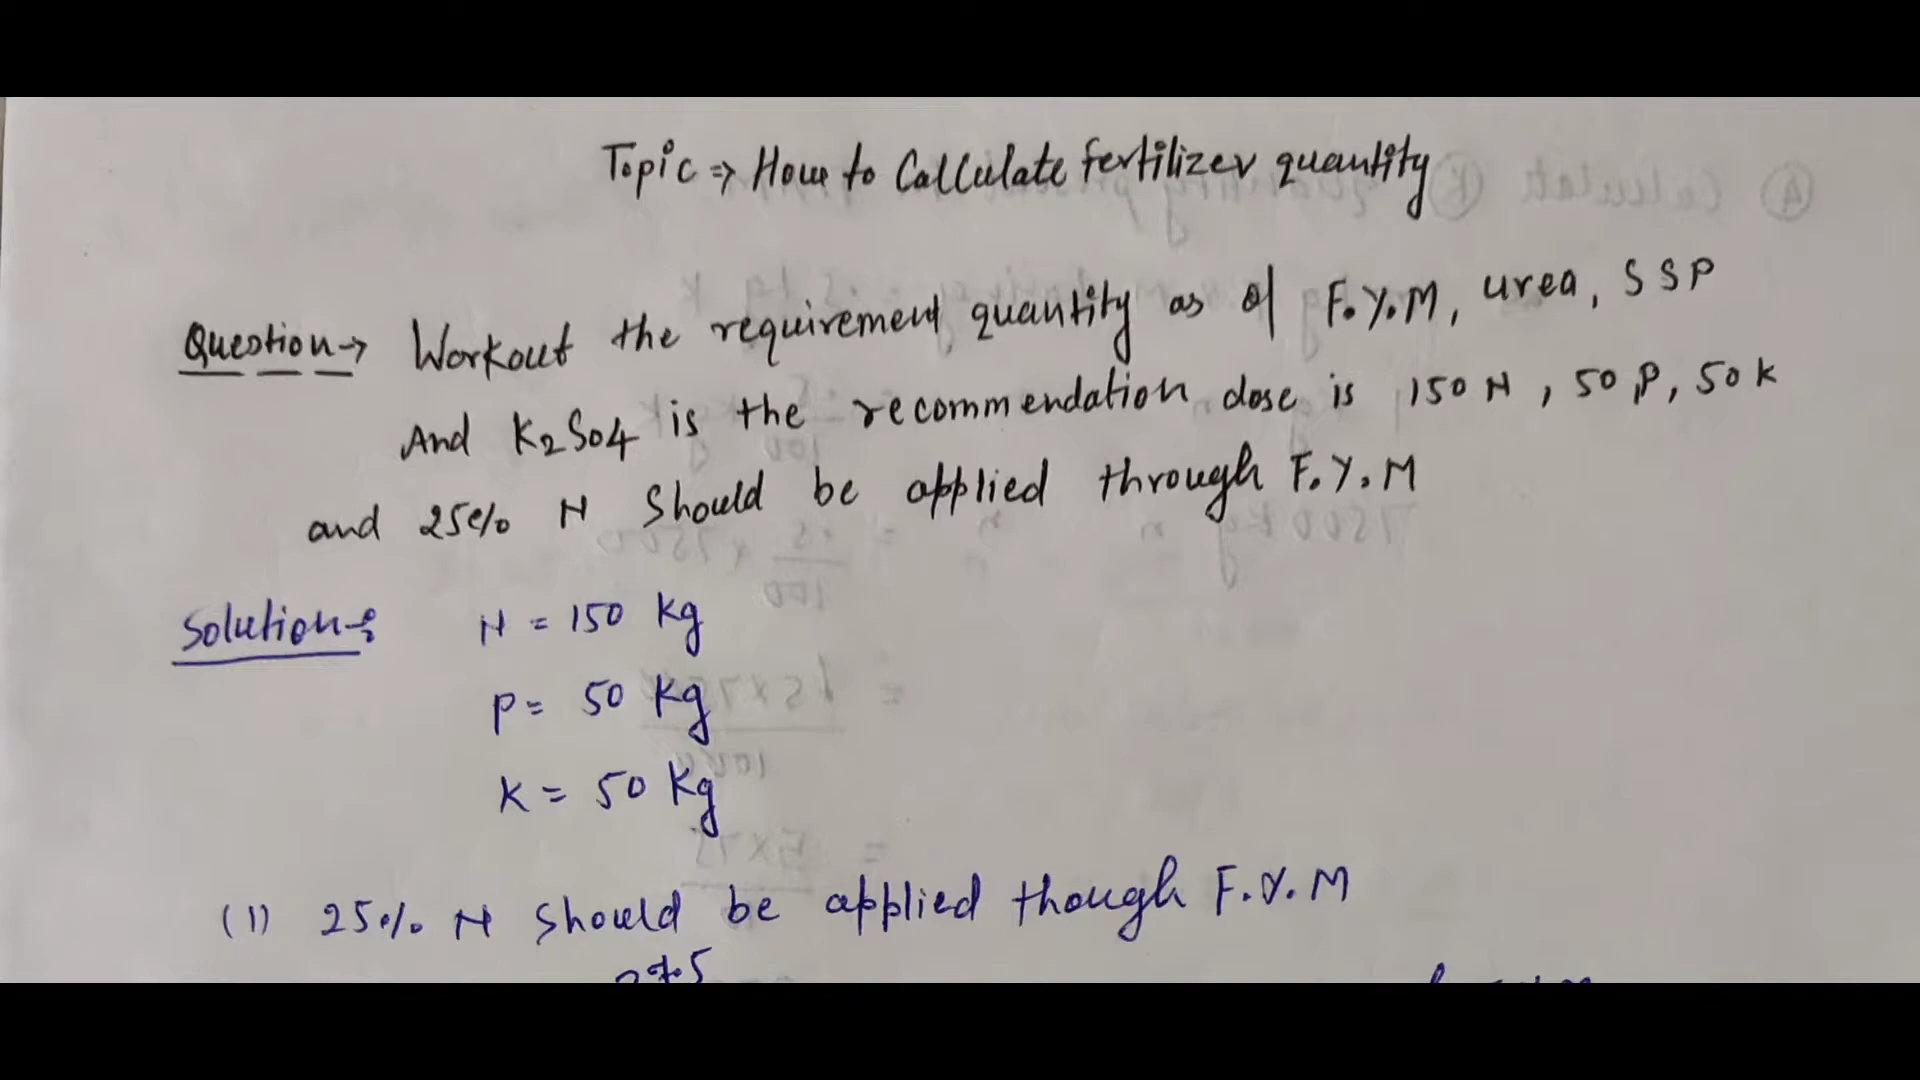 Topic ⇒ How to Callulate fertilizer quantity
Question → Workout the requirement quantity as of F.Y.M, urea, SSP
And K2So4 is the recommendation dose is 150 N, 50 P, 50 K
and 25% N Should be applied through F.Y.M
Solution :- N = 150 Kg
P = 50 Kg
K = 50 Kg
(1) 25% N Should be applied though F.Y.M